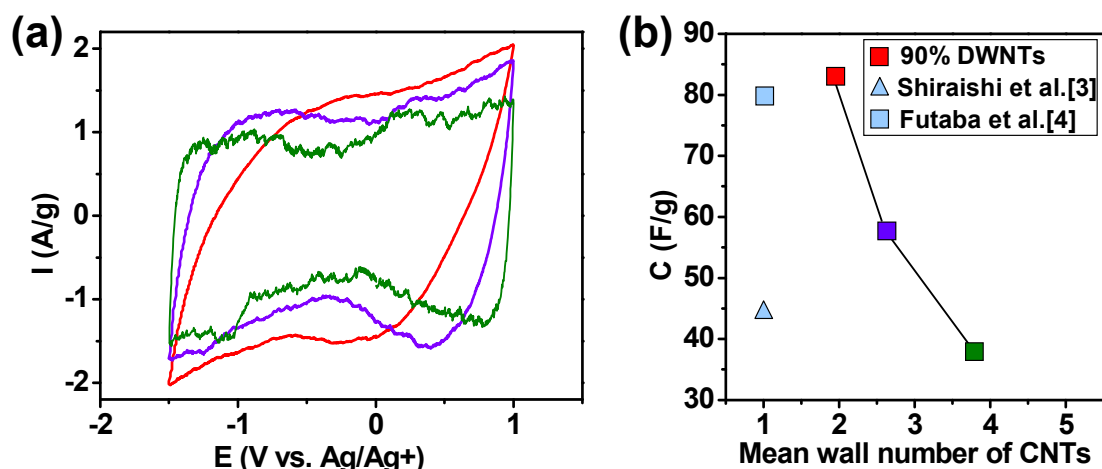 (a)
2
1
0
-1
-2
I (A/g)
-2
-1
0
1
E (V vs. Ag/Ag+)
(b)
90
80
70
60
50
40
30
C (F/g)
90% DWNTs
Shiraishi et al.[3]
Futaba et al.[4]
1
2
3
4
5
Mean wall number of CNTs